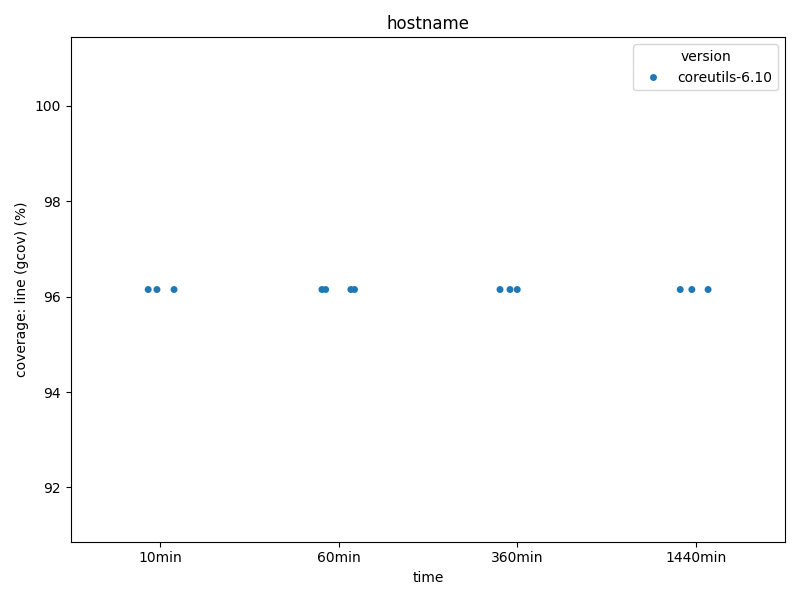 hostname
version
coreutils-6.10
coverage: line (gcov) (%)
100
98
96
94
92
10min
60min
360min
1440min
time